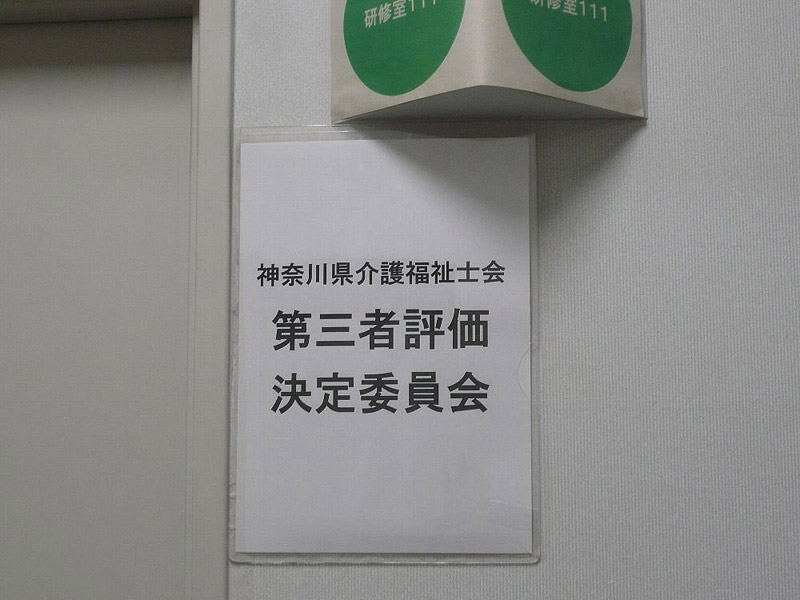 研修室111
研修室111
神奈川県介護福祉士会
第三者評価
決定委員会